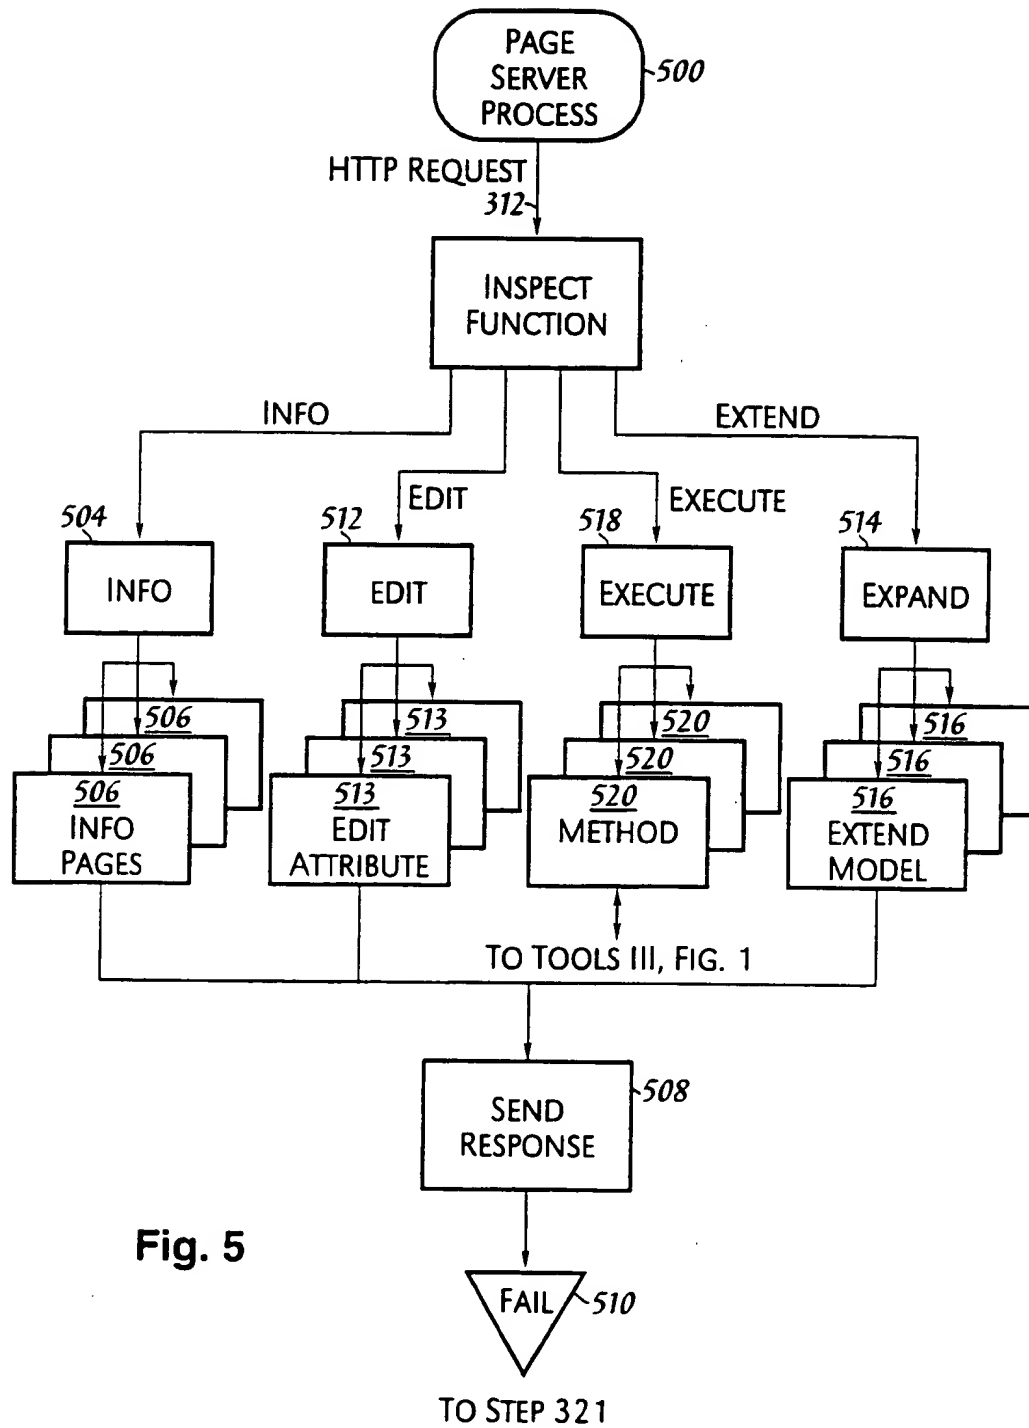 PAGE
SERVER
PROCESS
500
HTTP REQUEST
312
INSPECT
FUNCTION
INFO
EXTEND
EDIT
EXECUTE
504
512
518
514
INFO
EDIT
EXECUTE
EXPAND
506
513
520
516
506
513
520
516
506
INFO
PAGES
513
EDIT
ATTRIBUTE
520
METHOD
516
EXTEND
MODEL
TO TOOLS III, FIG. 1
SEND
RESPONSE
508
Fig. 5
FAIL
510
TO STEP 321